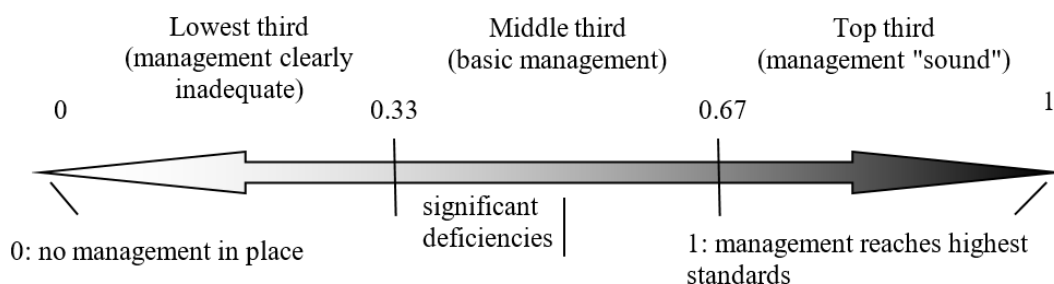 Lowest third
(management clearly
inadequate)
Middle third
(basic management)
Top third
(management "sound")
0
0.33
0.67
1
significant
deficiencies
0: no management in place
1: management reaches highest
standards